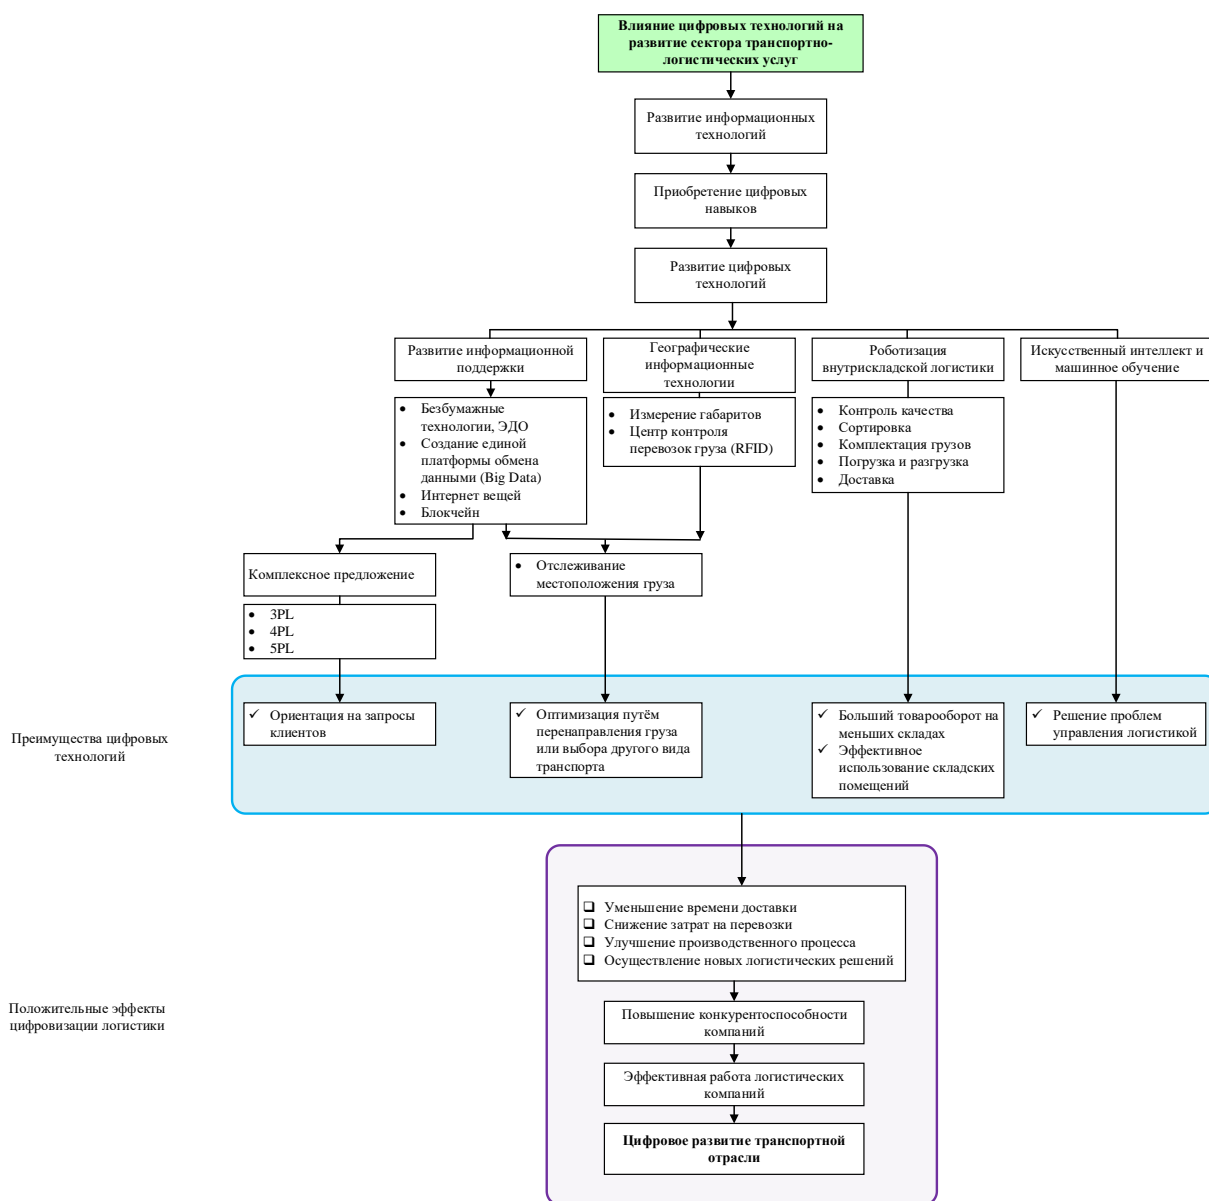 Влияние цифровых технологий на
развитие сектора транспортно-
логистических услуг
Развитие информационных
технологий
Приобретение цифровых
навыков
Развитие цифровых
технологий
Развитие информационной
поддержки
Географические
информационные
технологии
Роботизация
внутрискладской логистики
Искусственный интеллект и
машинное обучение
• Безбумажные
технологии, ЭДО
• Создание единой
платформы обмена
данными (Big Data)
• Интернет вещей
• Блокчейн
• Измерение габаритов
• Центр контроля
перевозок груза (RFID)
• Контроль качества
• Сортировка
• Комплектация грузов
• Погрузка и разгрузка
• Доставка
Комплексное предложение
• Отслеживание
местоположения груза
• 3PL
• 4PL
• 5PL
Преимущества цифровых
технологий
✓ Ориентация на запросы
клиентов
✓ Оптимизация путём
перенаправления груза
или выбора другого вида
транспорта
✓ Больший товарооборот на
меньших складах
✓ Эффективное
использование складских
помещений
✓ Решение проблем
управления логистикой
Положительные эффекты
цифровизации логистики
❑ Уменьшение времени доставки
❑ Снижение затрат на перевозки
❑ Улучшение производственного процесса
❑ Осуществление новых логистических решений
Повышение конкурентоспособности
компаний
Эффективная работа логистических
компаний
Цифровое развитие транспортной
отрасли